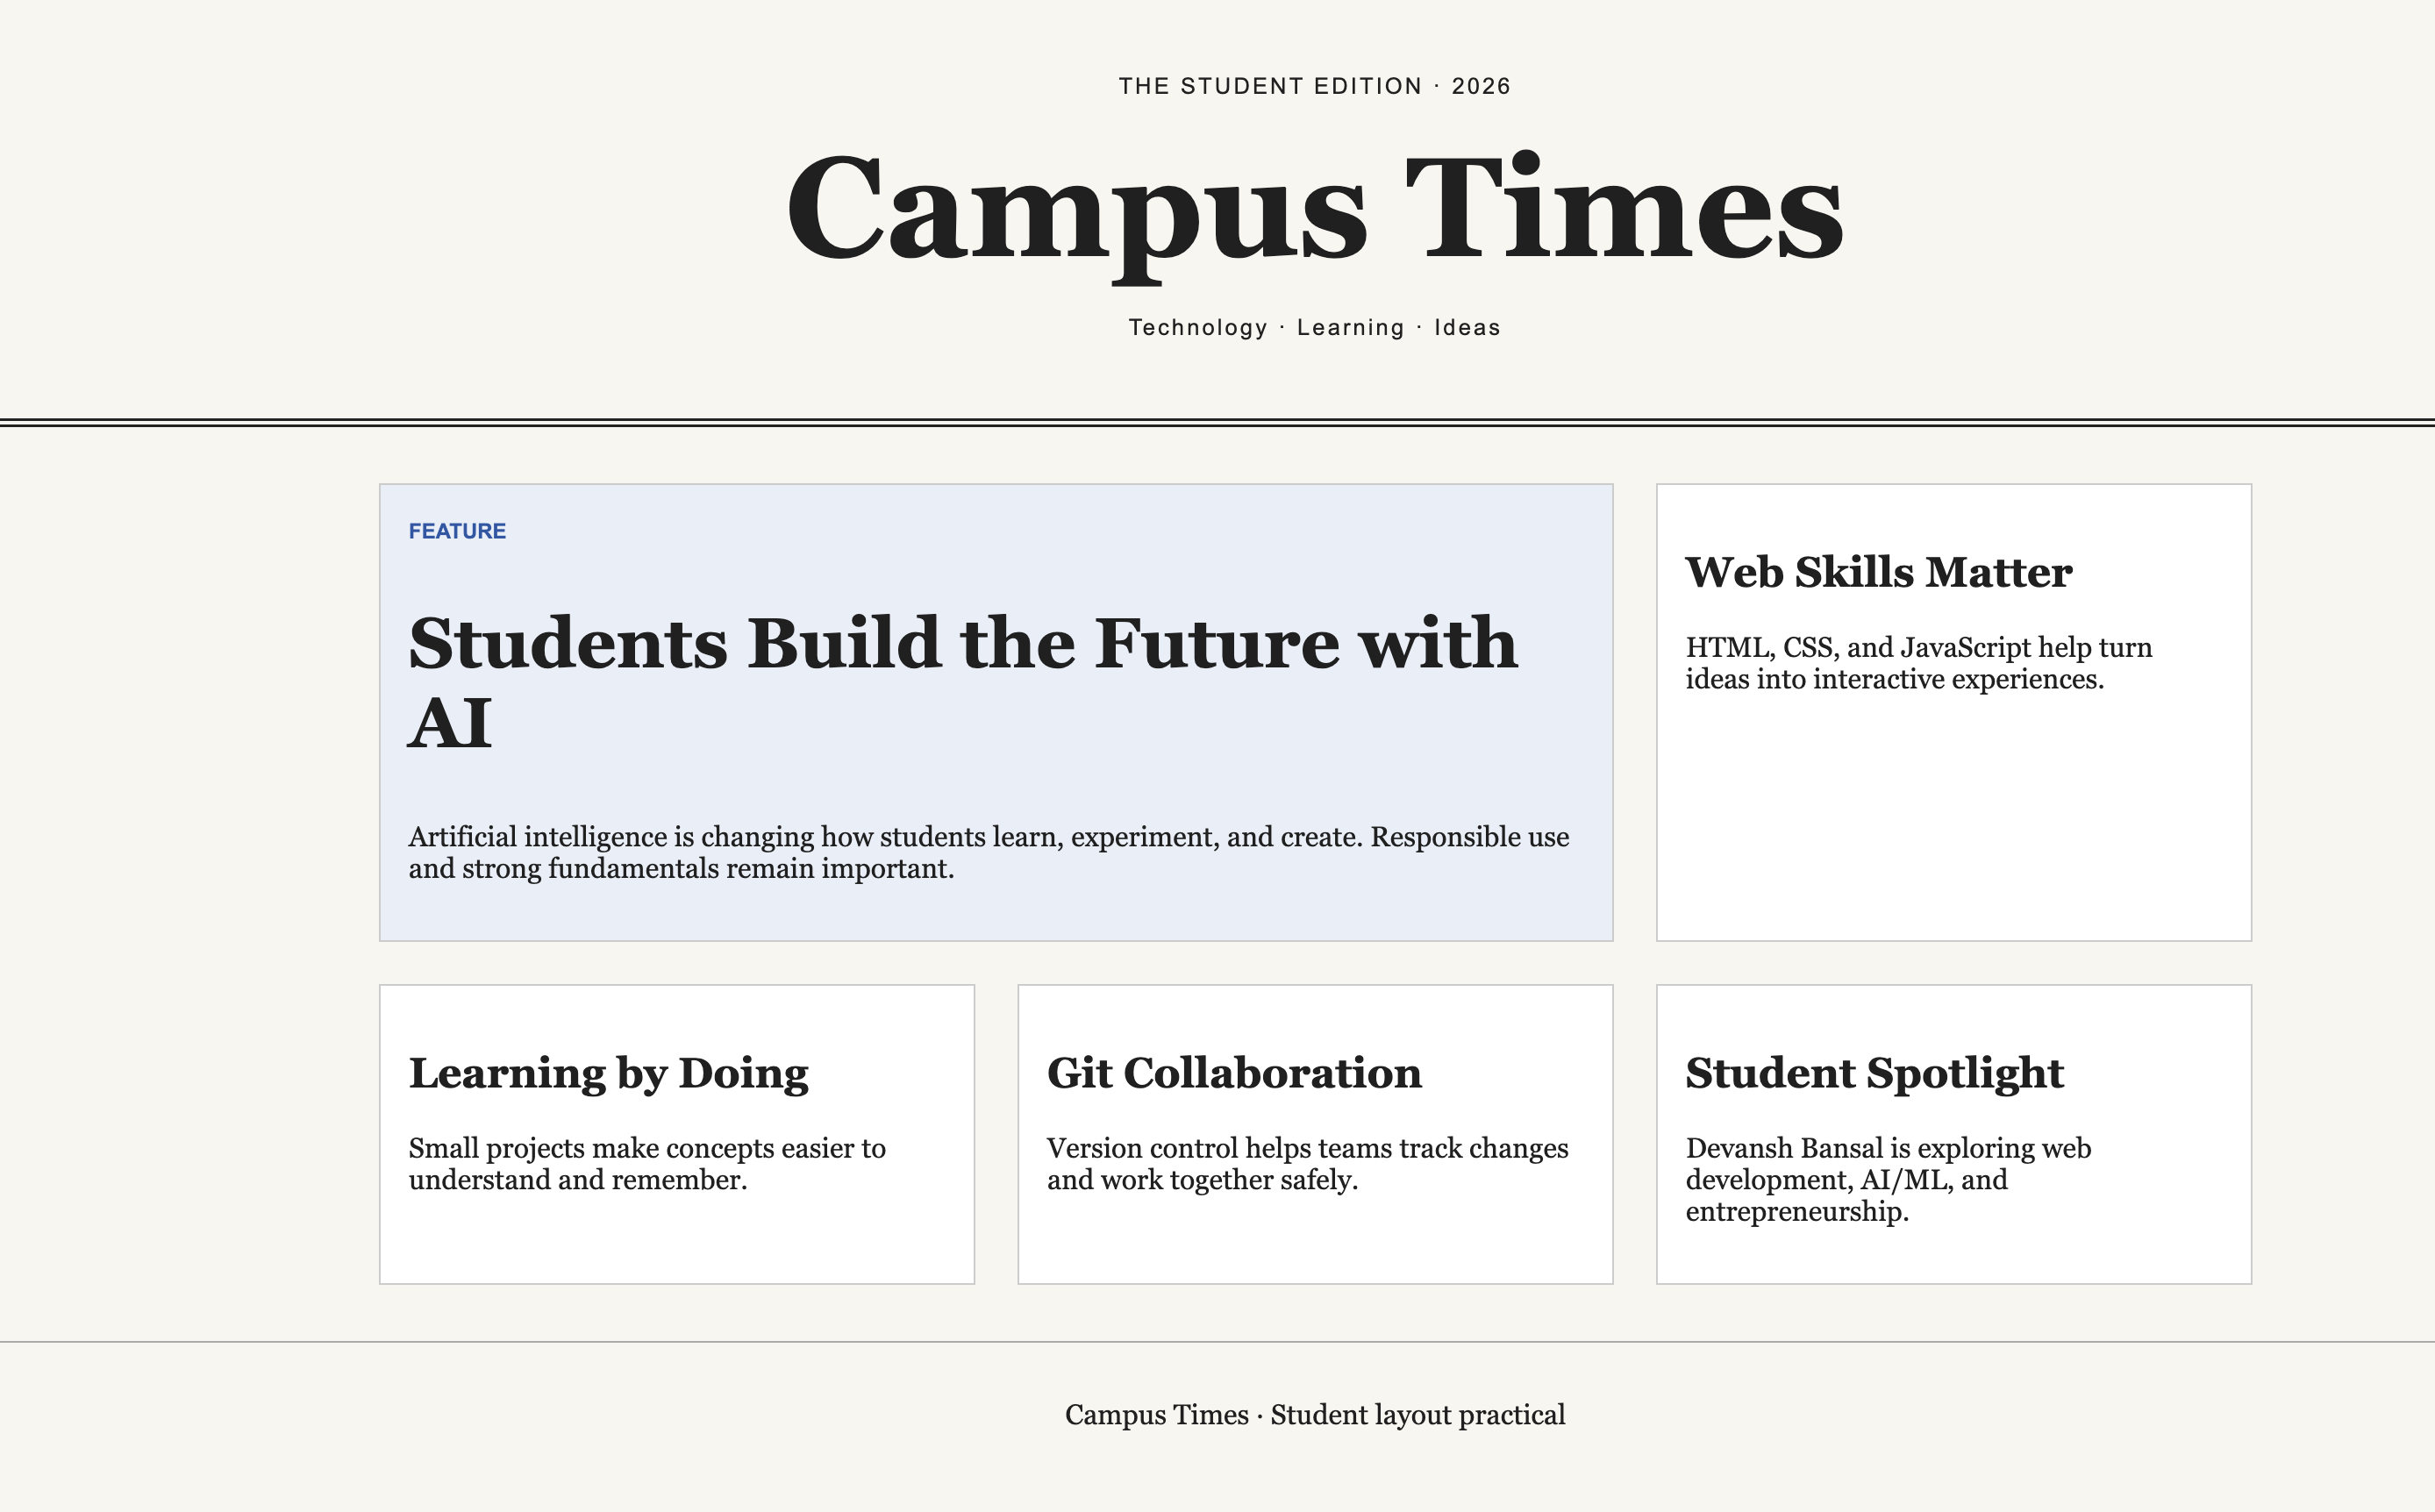 THE STUDENT EDITION · 2026
Campus Times
Technology · Learning · Ideas
FEATURE
Students Build the Future with
AI
Artificial intelligence is changing how students learn, experiment, and create. Responsible use
and strong fundamentals remain important.
Web Skills Matter
HTML, CSS, and JavaScript help turn
ideas into interactive experiences.
Learning by Doing
Small projects make concepts easier to
understand and remember.
Git Collaboration
Version control helps teams track changes
and work together safely.
Student Spotlight
Devansh Bansal is exploring web
development, AI/ML, and
entrepreneurship.
Campus Times · Student layout practical